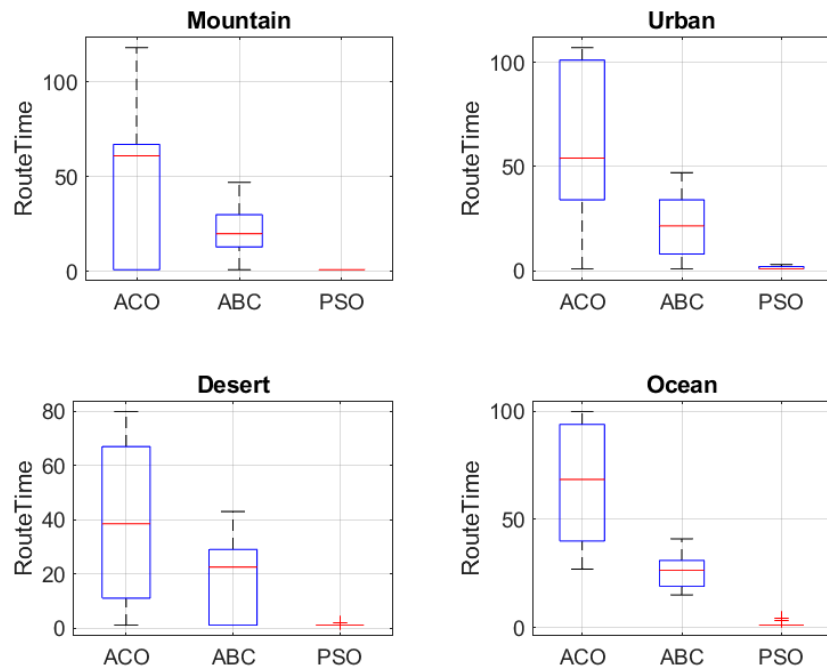 Mountain
RouteTime
100
50
0
ACO
ABC
PSO
Urban
RouteTime
100
50
0
ACO
ABC
PSO
Desert
RouteTime
80
60
40
20
0
ACO
ABC
PSO
Ocean
RouteTime
100
50
0
ACO
ABC
PSO